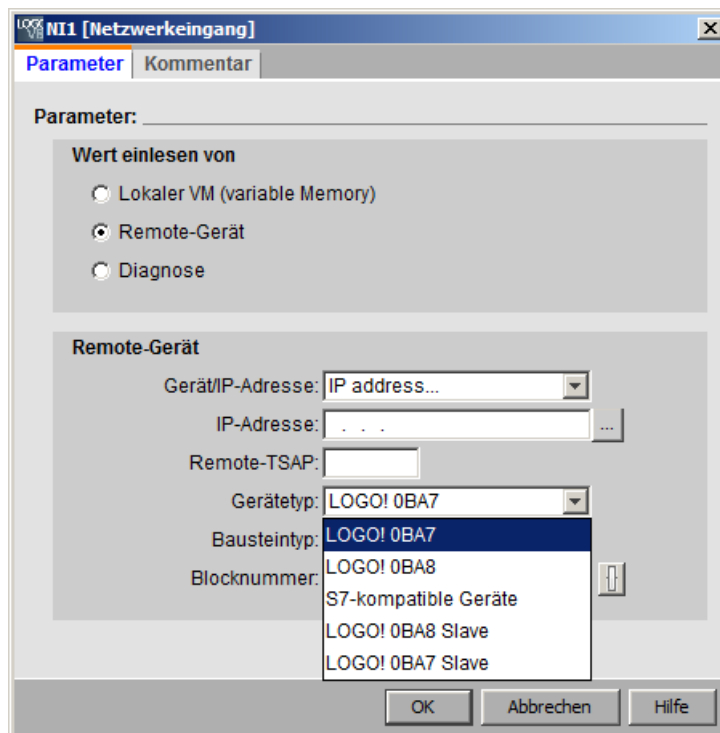 NI1 [Netzwerkeingang]
Parameter Kommentar
Parameter:
Wert einlesen von
Lokaler VM (variable Memory)
Remote-Gerät
Diagnose
Remote-Gerät
Gerät/IP-Adresse: IP address...
IP-Adresse: . . . ...
Remote-TSAP:
Gerätetyp: LOGO! 0BA7
Bausteintyp: LOGO! 0BA7
LOGO! 0BA8
Blocknummer: S7-kompatible Geräte
LOGO! 0BA8 Slave
LOGO! 0BA7 Slave
OK Abbrechen Hilfe